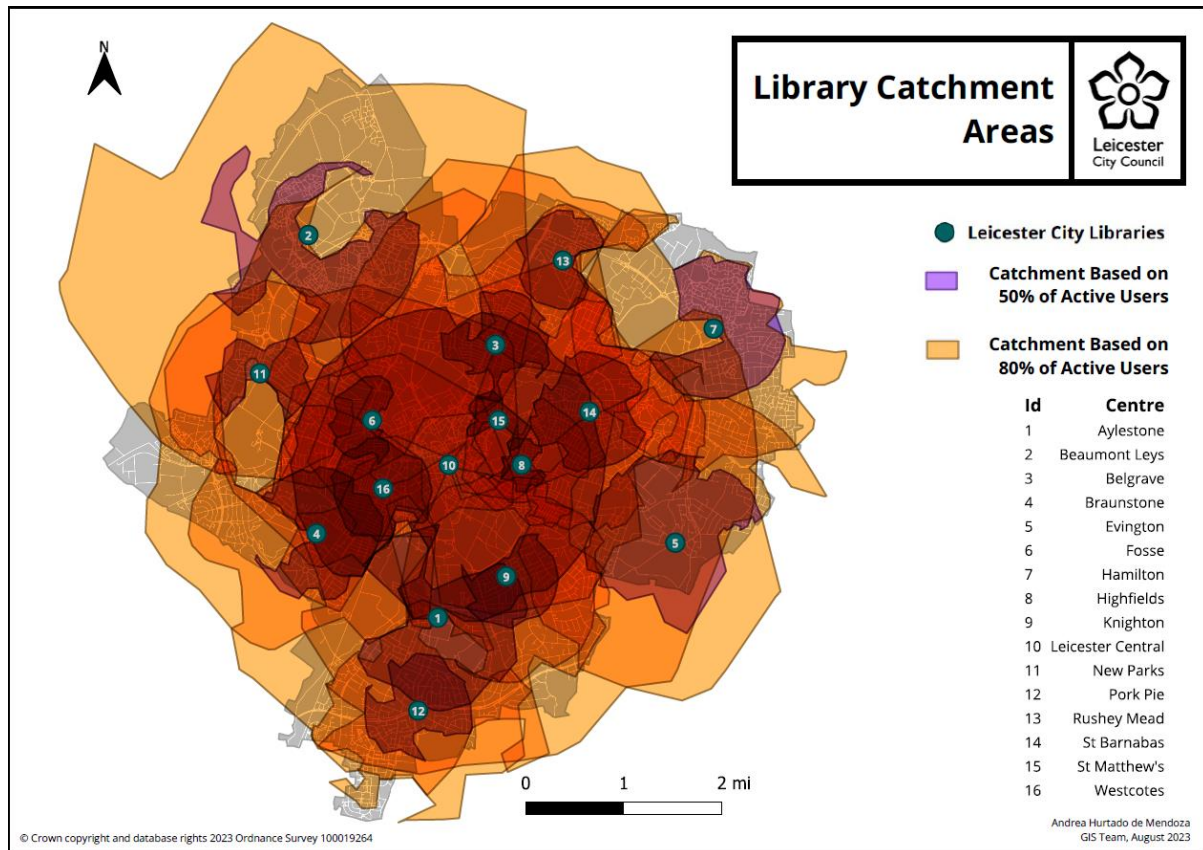 N
Library Catchment
Areas
Leicester
City Council
Leicester City Libraries
Catchment Based on
50% of Active Users
Catchment Based on
80% of Active Users
Id Centre
1 Aylestone
2 Beaumont Leys
3 Belgrave
4 Braunstone
5 Evington
6 Fosse
7 Hamilton
8 Highfields
9 Knighton
10 Leicester Central
11 New Parks
12 Pork Pie
13 Rushey Mead
14 St Barnabas
15 St Matthew's
16 Westcotes
2
13
7
3
11
14
6
15
10
8
16
4
5
9
1
12
0 1 2 mi
© Crown copyright and database rights 2023 Ordnance Survey 100019264
Andrea Hurtado de Mendoza
GIS Team, August 2023